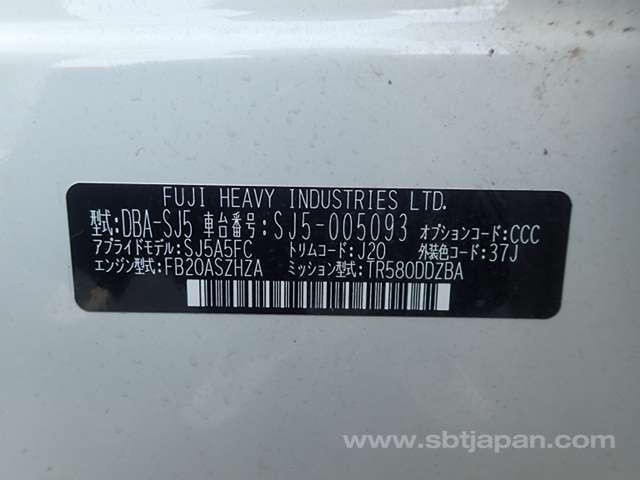 FUJI HEAVY INDUSTRIES LTD.
型式:DBA-SJ5 車台番号:SJ5-005093 オプションコード:CCC
アプライドモデル:SJ5A5FC トリムコード:J20 外装色コード:37J
エンジン型式:FB20ASZHZA ミッション型式:TR580DDZBA
www.sbtjapan.com